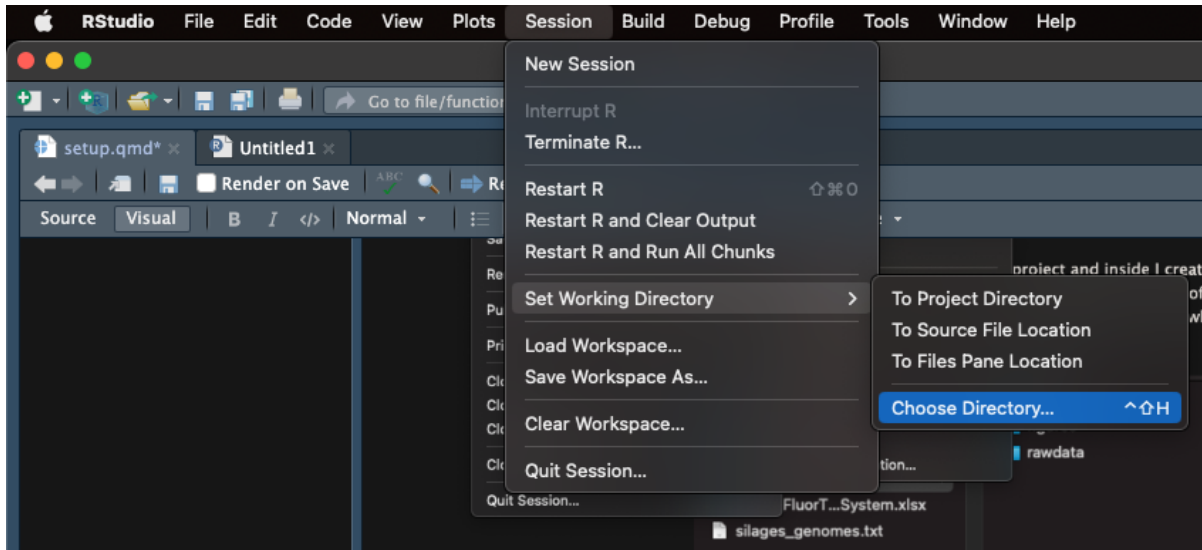 RStudio File Edit Code View Plots Session Build Debug Profile Tools Window Help
New Session
Go to file/function
Interrupt R
setup.qmd* Untitled1
Terminate R...
Render on Save ABC
Restart R ⇧⌘0
Source Visual B I </> Normal
Restart R and Clear Output
Restart R and Run All Chunks
project and inside I
Set Working Directory
To Project Directory
To Source File Location
Load Workspace...
To Files Pane Location
Save Workspace As...
Choose Directory... ^⇧H
Clear Workspace...
rawdata
Quit Session...
Quit Session...
FluorT...System.xlsx
silages_genomes.txt